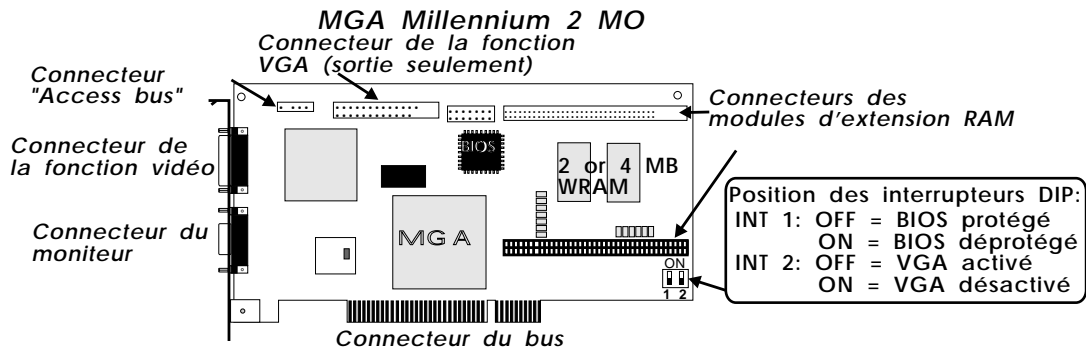 MGA Millennium 2 MO
Connecteur de la fonction
VGA (sortie seulement)
Connecteur
"Access bus"
Connecteurs des
modules d'extension RAM
Connecteur de
la fonction vidéo
BIOS
2 or 4 MB
WRAM
Position des interrupteurs DIP:
INT 1: OFF = BIOS protégé
ON = BIOS déprotégé
INT 2: OFF = VGA activé
ON = VGA désactivé
Connecteur du
moniteur
MGA
ON
1 2
Connecteur du bus